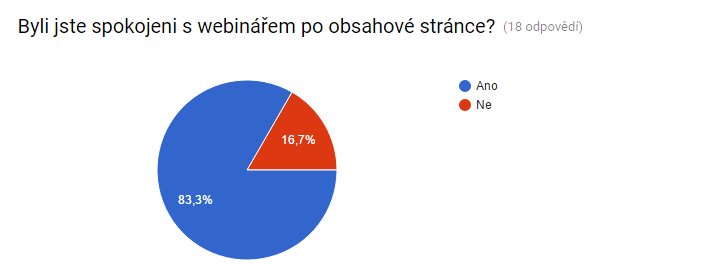 Byli jste spokojeni s webinářem po obsahové stránce? (18 odpovědí)
Ano
Ne
16,7%
83,3%